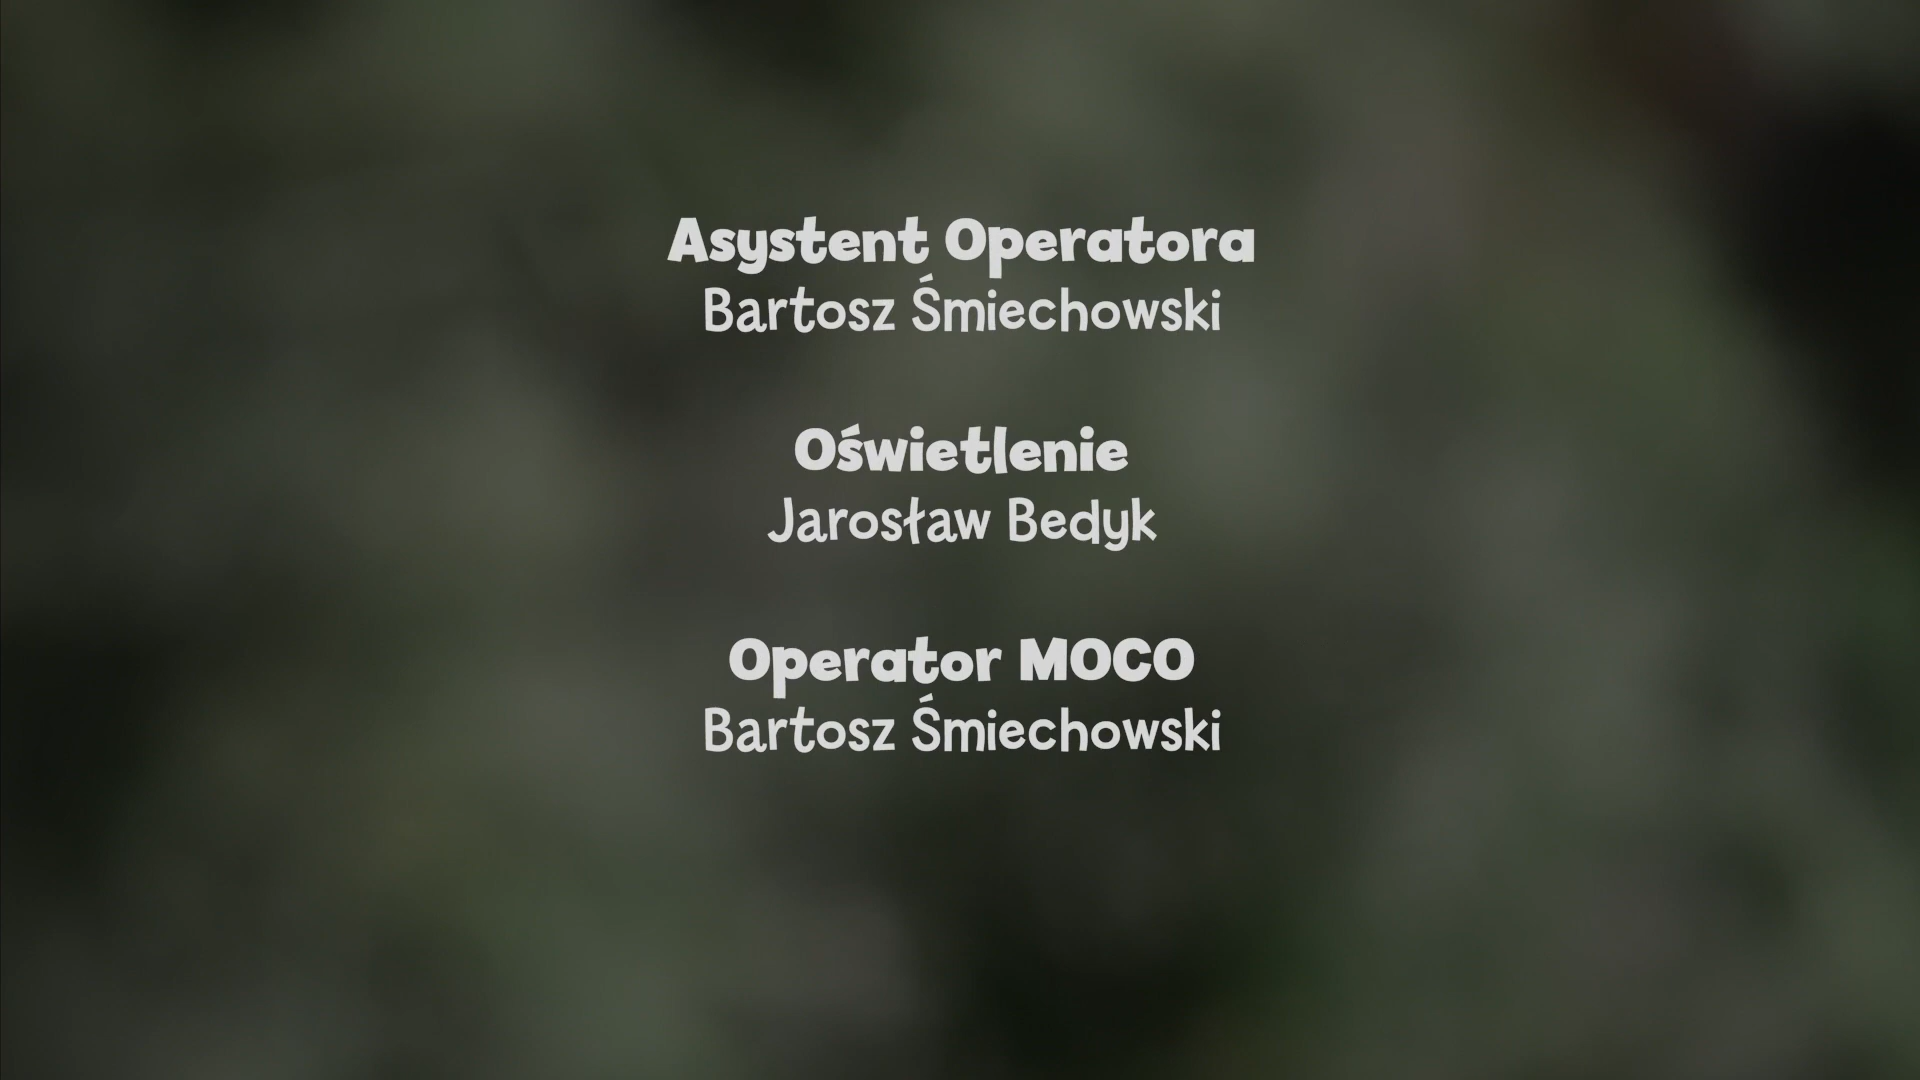 Asystent Operatora
Bartosz Śmiechowski
Oświetlenie
Jarosław Bedyk
Operator MOCO
Bartosz Śmiechowski